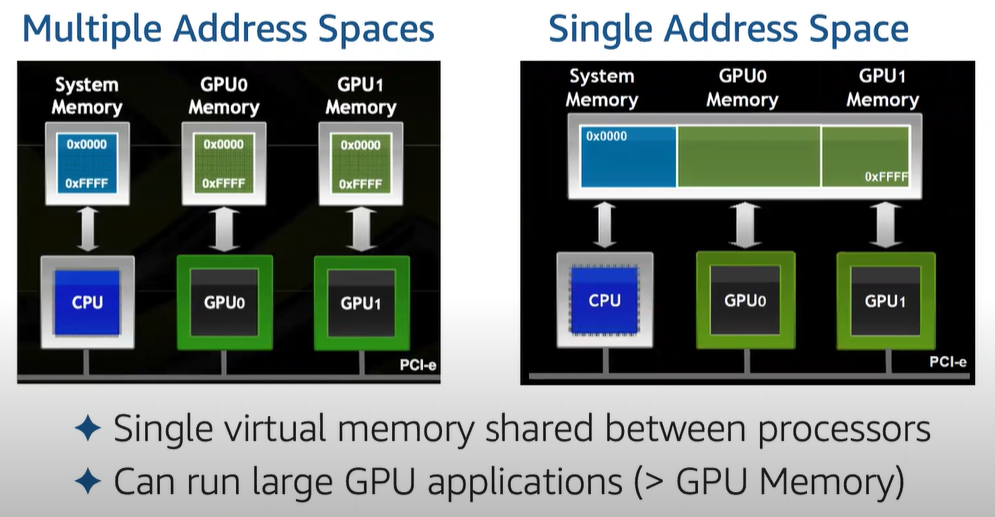 Multiple Address Spaces
System
Memory
GPU0
Memory
GPU1
Memory
0x0000
0xFFFF
0x0000
0xFFFF
0x0000
0xFFFF
CPU
GPU0
GPU1
PCI-e
Single Address Space
System
Memory
GPU0
Memory
GPU1
Memory
0x0000
0xFFFF
CPU
GPU0
GPU1
PCI-e
✦ Single virtual memory shared between processors
✦ Can run large GPU applications (> GPU Memory)